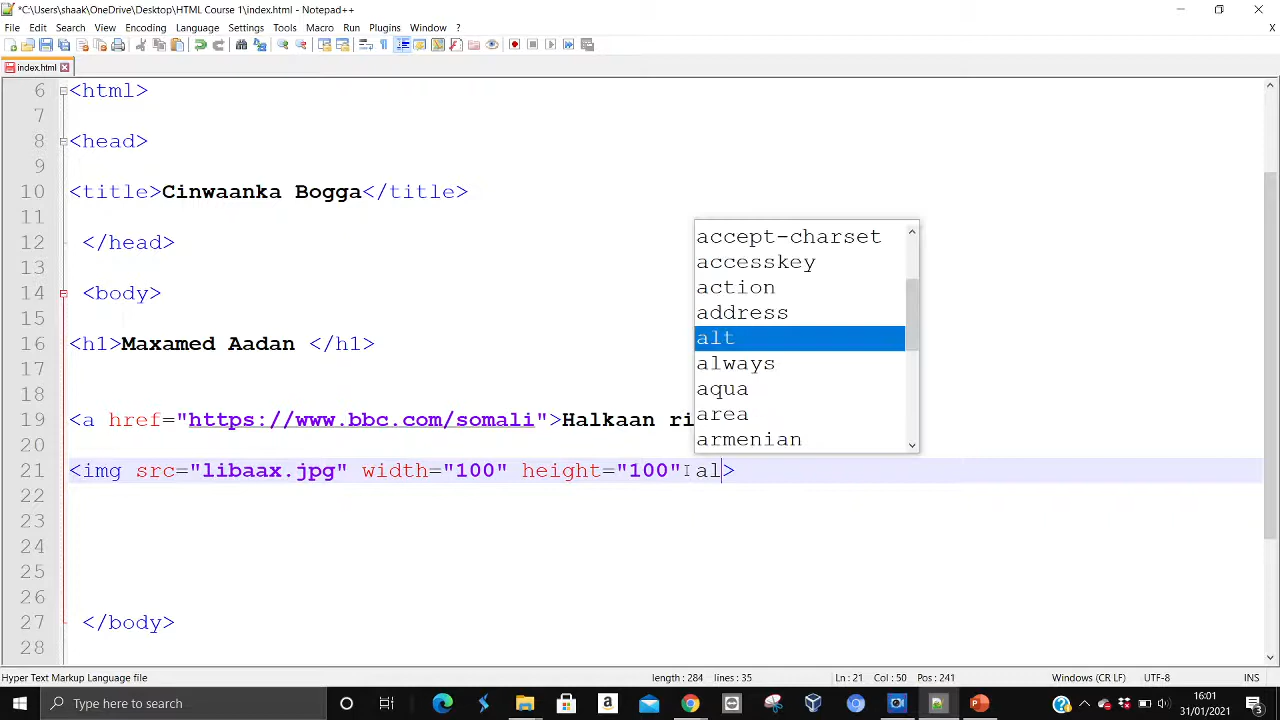 *C:\Users\shaak\OneDrive\Desktop\HTML Course 1\index.html - Notepad++
File Edit Search View Encoding Language Settings Tools Macro Run Plugins Window ?
X
index.html
6 <html>
7
8 <head>
9
10 <title>Cinwaanka Bogga</title>
11
12 </head>
13
14 <body>
15
16 <h1>Maxamed Aadan </h1>
17
18
19 <a href="https://www.bbc.com/somali">Halkaan ri
20
21 <img src="libaax.jpg" width="100" height="100" al>
22
23
24
25
26
27 </body>
28
accept-charset
accesskey
action
address
alt
always
aqua
area
armenian
Hyper Text Markup Language file length : 284 lines : 35 Ln : 21 Col : 50 Pos : 241 Windows (CR LF) UTF-8 INS
Type here to search
16:01
31/01/2021
3